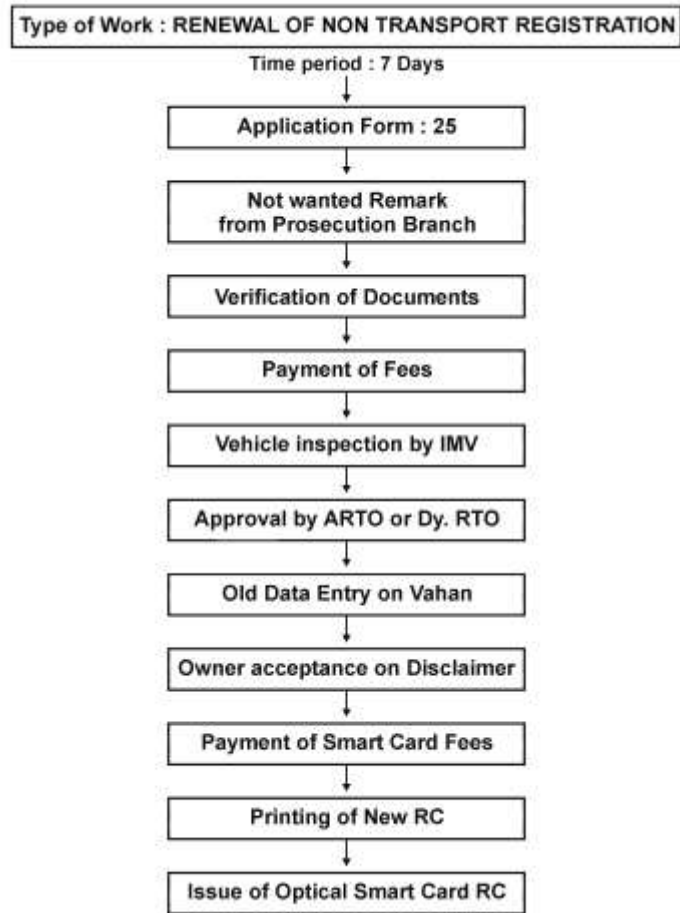 Type of Work : RENEWAL OF NON TRANSPORT REGISTRATION
Time period : 7 Days
Application Form : 25
Not wanted Remark
from Prosecution Branch
Verification of Documents
Payment of Fees
Vehicle inspection by IMV
Approval by ARTO or Dy. RTO
Old Data Entry on Vahan
Owner acceptance on Disclaimer
Payment of Smart Card Fees
Printing of New RC
Issue of Optical Smart Card RC